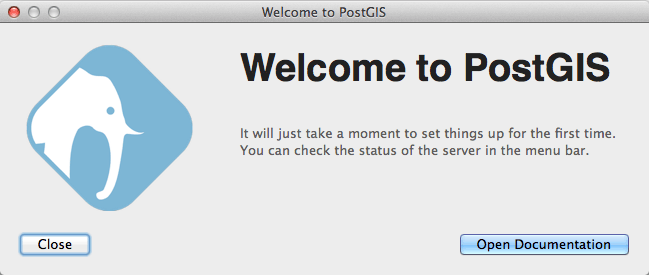 Welcome to PostGIS
Welcome to PostGIS
It will just take a moment to set things up for the first time.
You can check the status of the server in the menu bar.
Close
Open Documentation